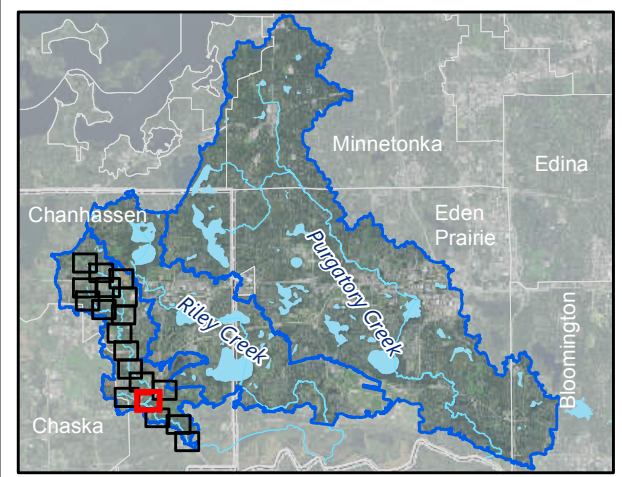 Minnetonka
Edina
Chanhassen
Eden
Prairie
Purgatory Creek
Riley Creek
Bloomington
Chaska